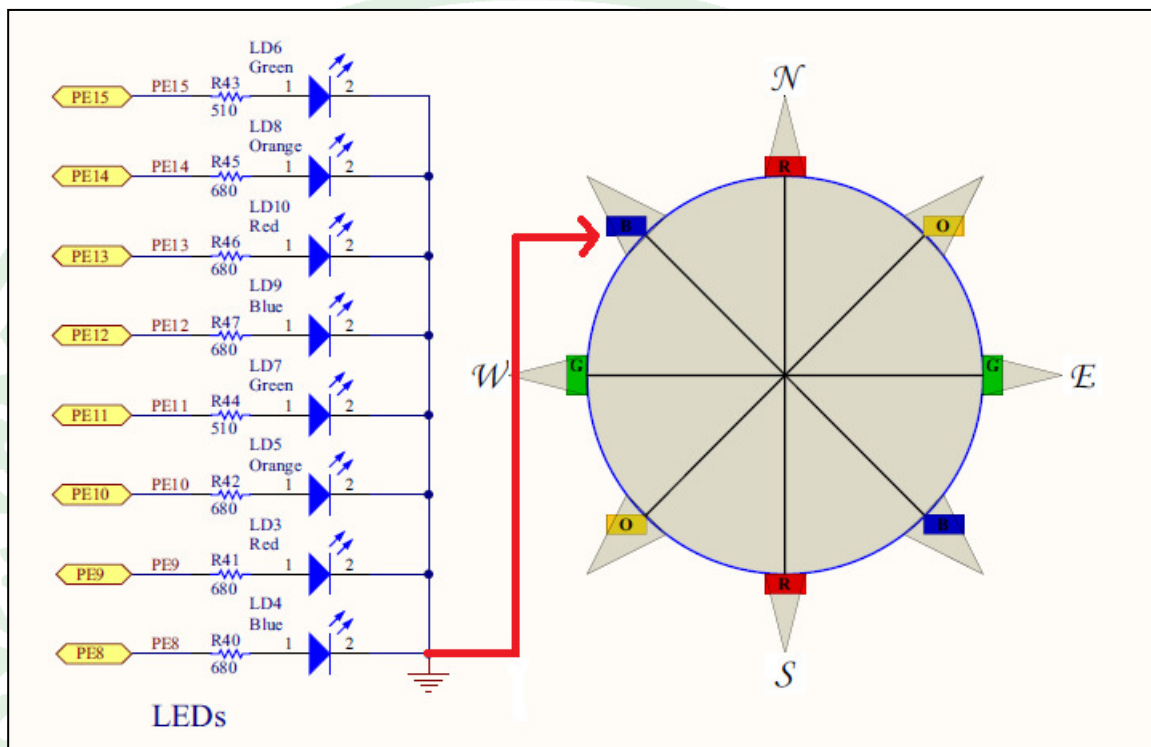 LD6
Green
PE15 PE15 R43 1 2
510
LD8
Orange
PE14 PE14 R45 1 2
680
LD10
Red
PE13 PE13 R46 1 2
680
LD9
Blue
PE12 PE12 R47 1 2
680
LD7
Green
PE11 PE11 R44 1 2
510
LD5
Orange
PE10 PE10 R42 1 2
680
LD3
Red
PE9 PE9 R41 1 2
680
LD4
Blue
PE8 PE8 R40 1 2
680
LEDs
N
R
B O
W G G E
O B
R
S